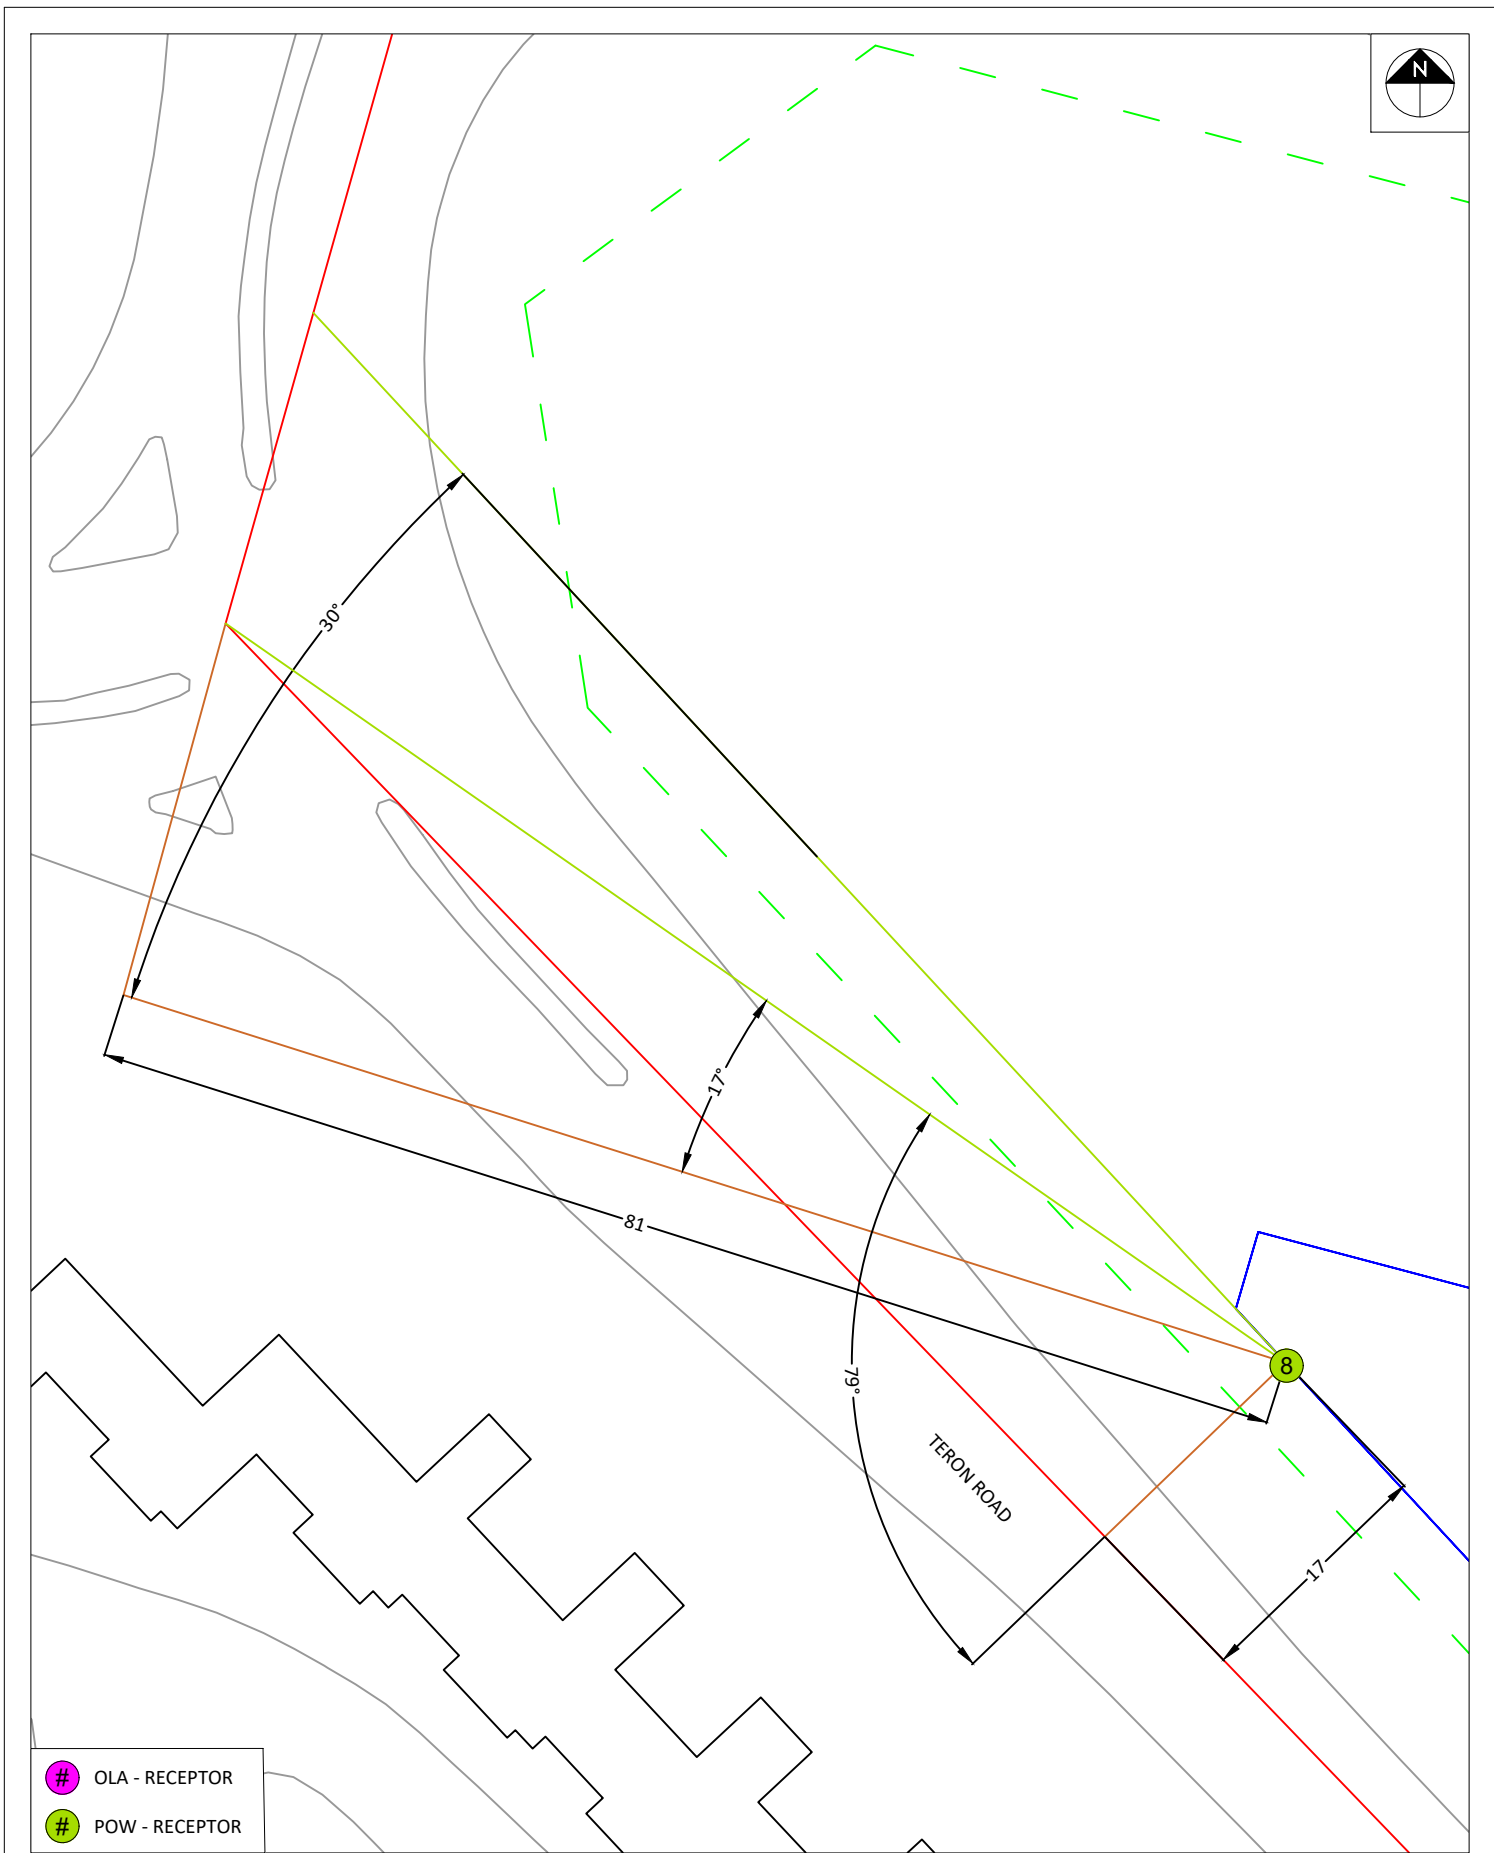 N
30°
17°
81
79°
8
TERON ROAD
17
# OLA - RECEPTOR
# POW - RECEPTOR